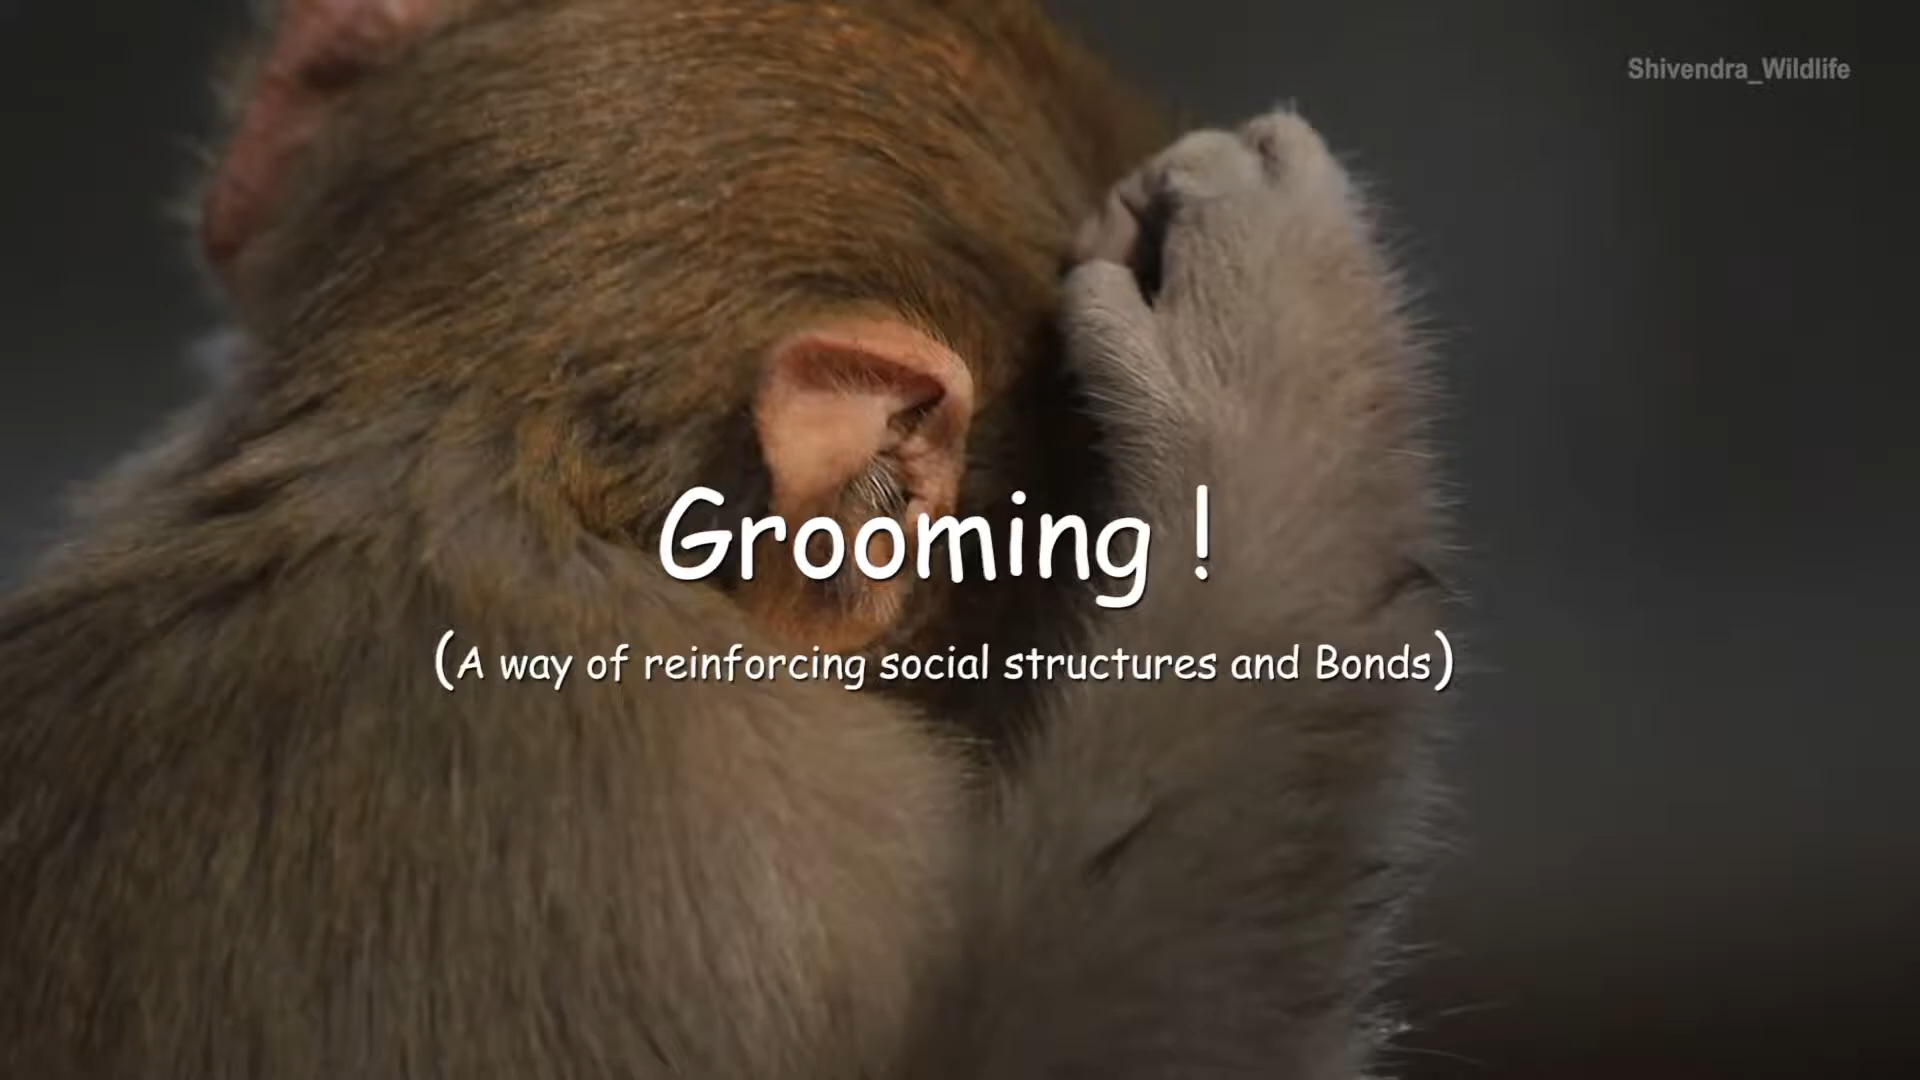 Shivendra_Wildlife
Grooming !
(A way of reinforcing social structures and Bonds)